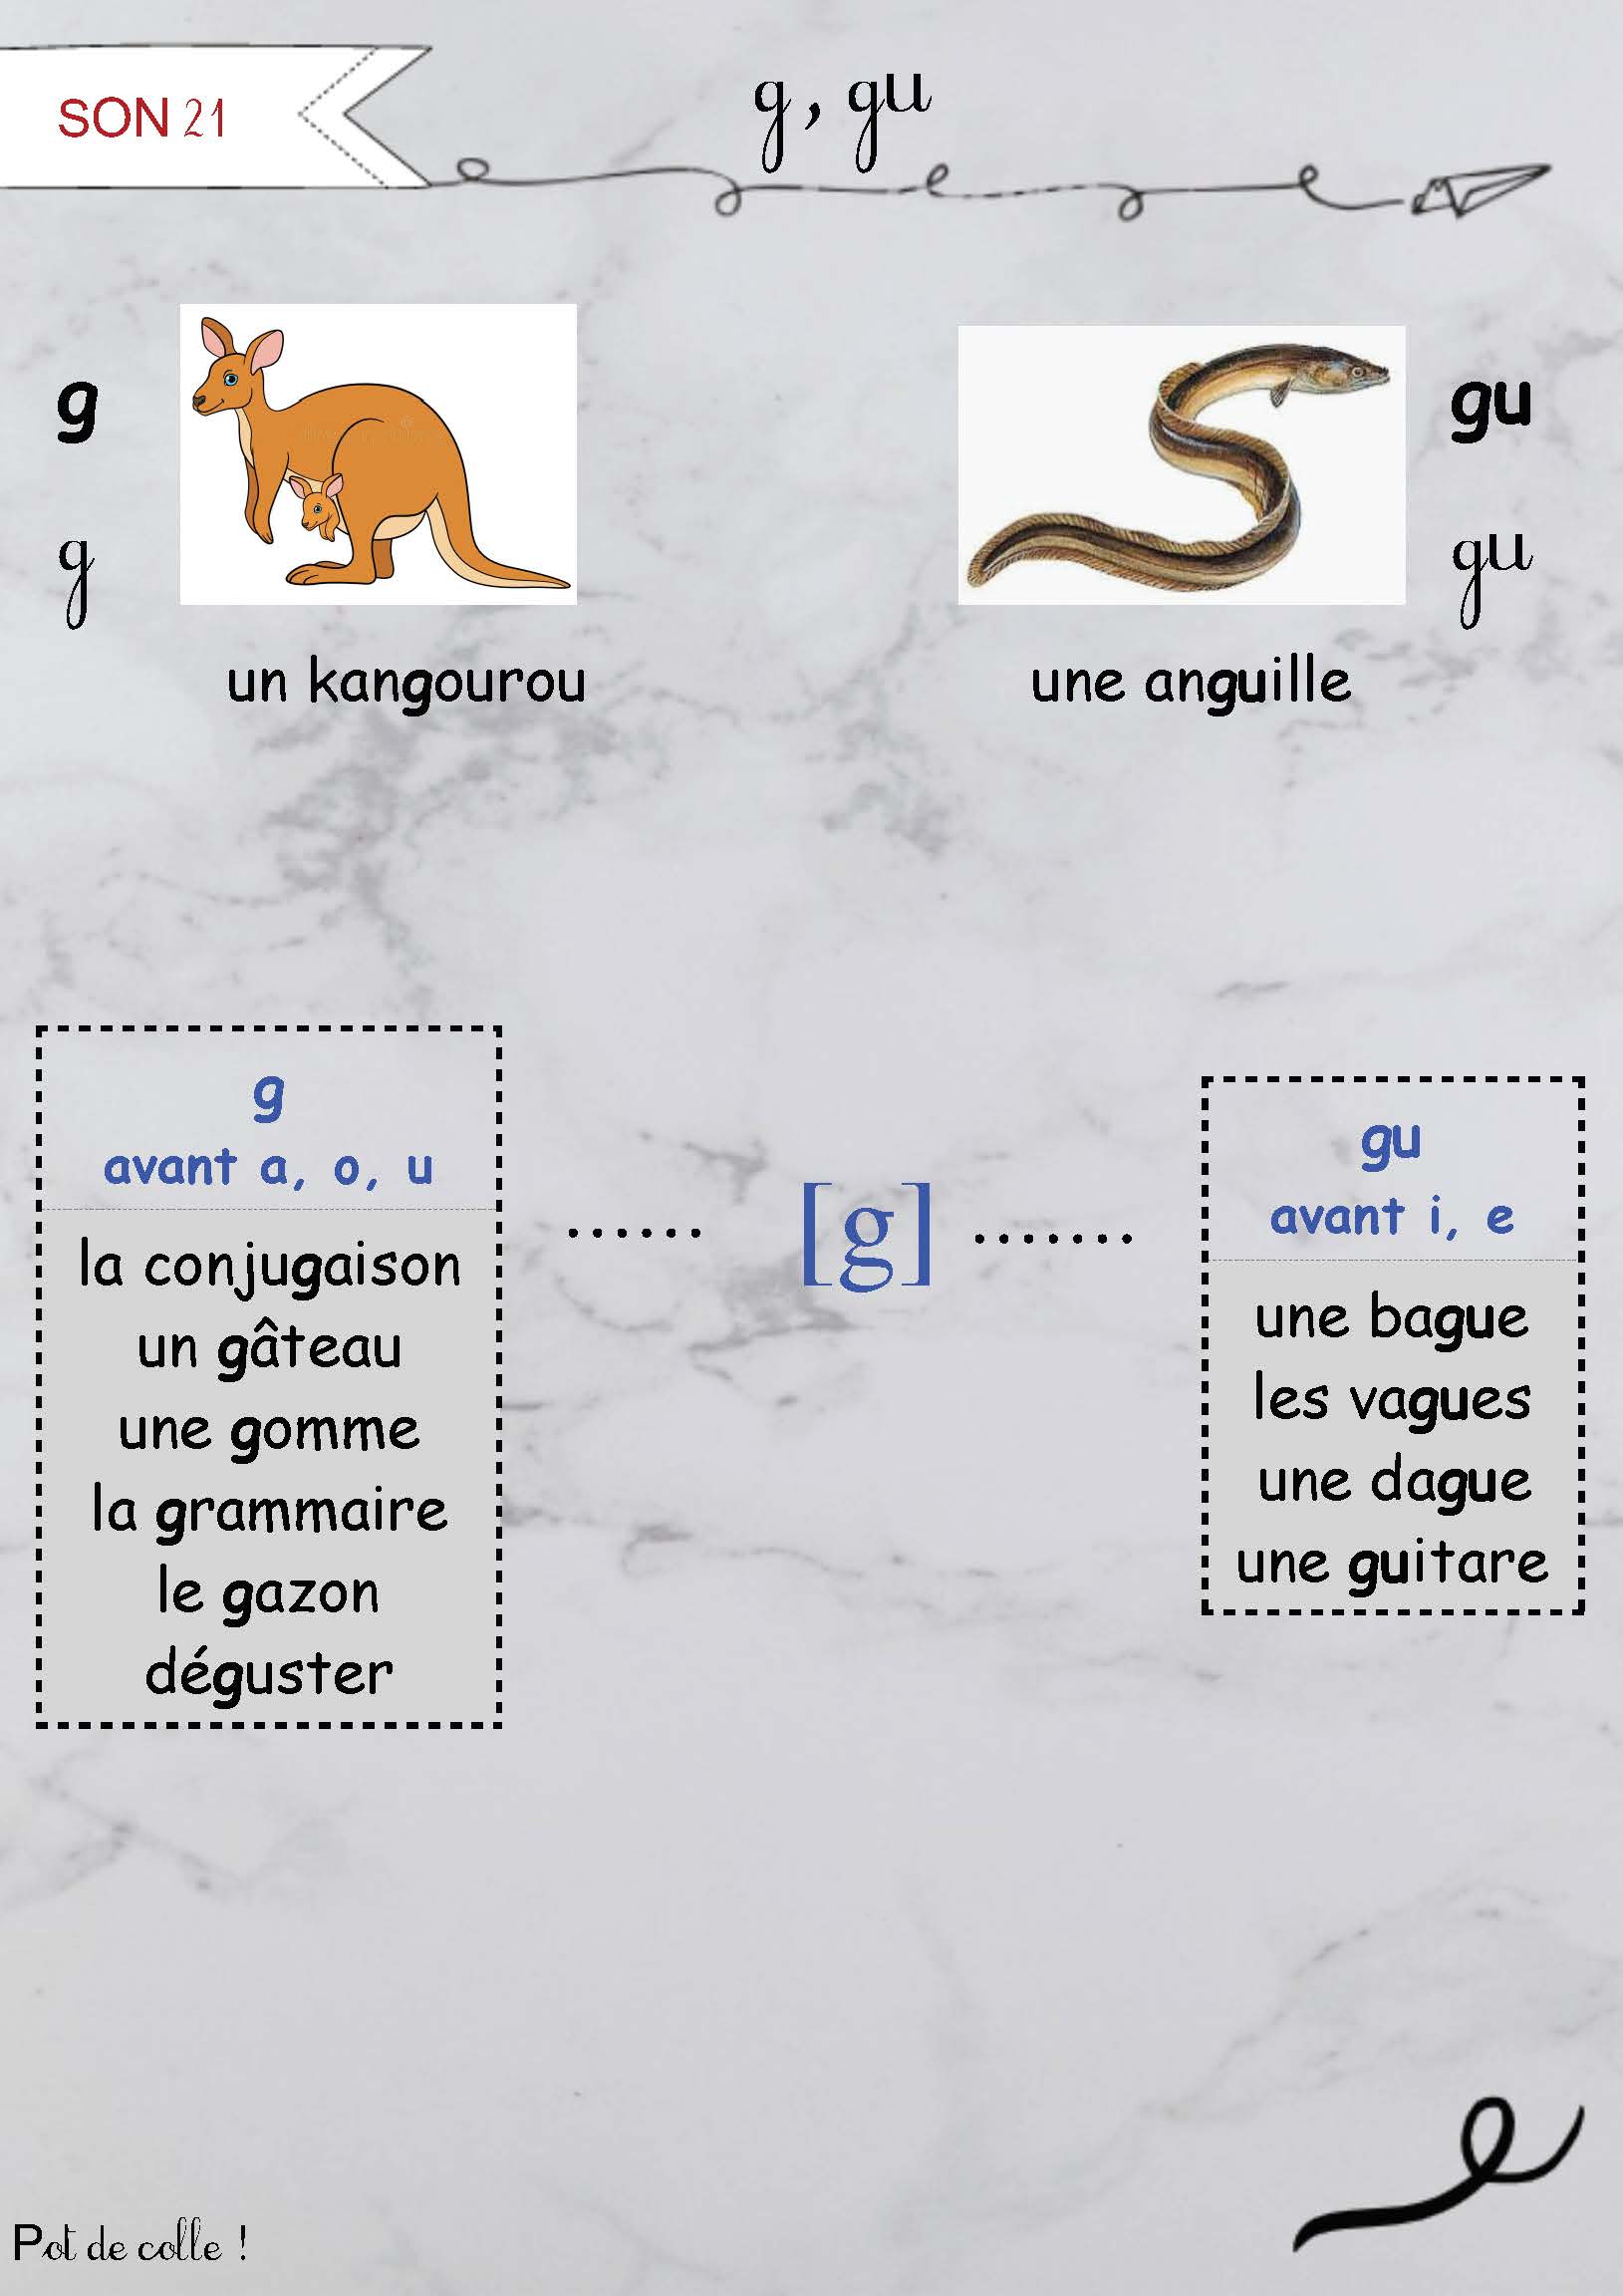 SON 21
g, gu
g
g
un kangourou
gu
gu
une anguille
g
avant a, o, u
la conjugaison
un gâteau
une gomme
la grammaire
le gazon
déguster
...... [g] .......
gu
avant i, e
une bague
les vagues
une dague
une guitare
Pot de colle !